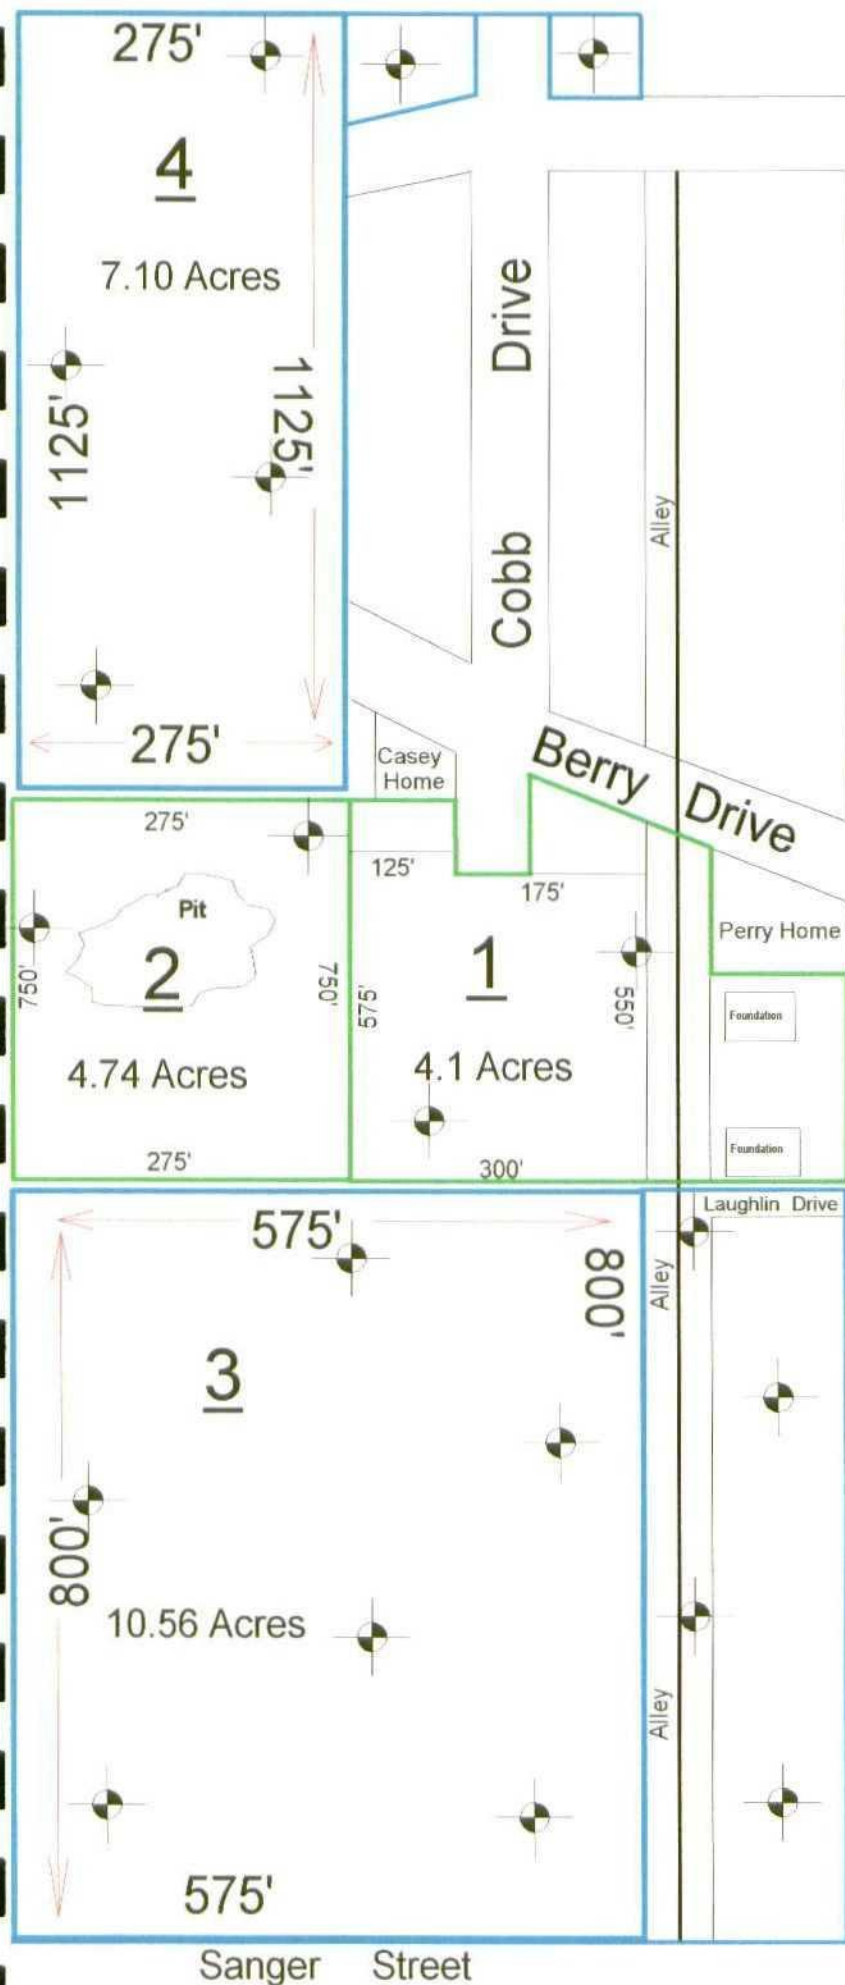 275'
4
7.10 Acres
1125'
1125'
275'
Cobb Drive
Alley
Casey
Home
Berry Drive
275'
125'
175'
Pit
2
1
Perry Home
750'
750'
575'
550'
Foundation
4.74 Acres
4.1 Acres
Foundation
275'
300'
Laughlin Drive
575'
800'
Alley
3
800'
10.56 Acres
Alley
575'
Sanger Street